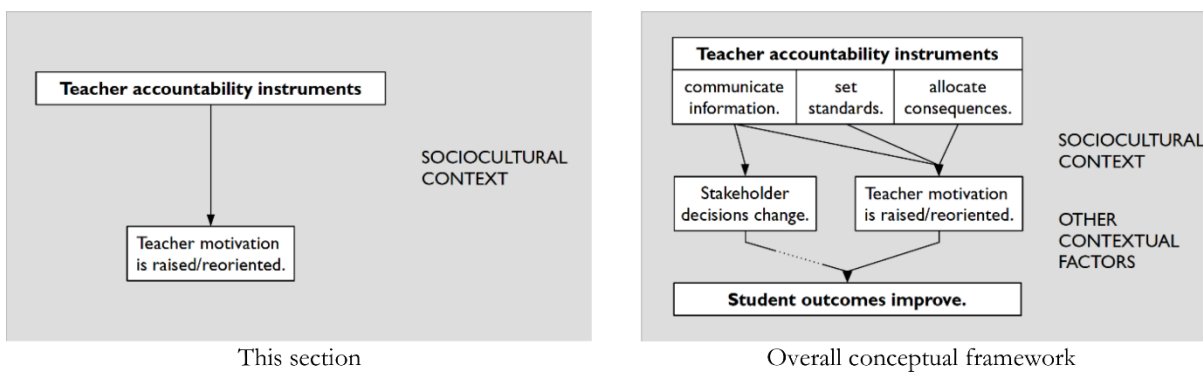 Teacher accountability instruments
SOCIOCULTURAL
CONTEXT
Teacher motivation
is raised/reoriented.
This section
Teacher accountability instruments
communicate
information.
set
standards.
allocate
consequences.
SOCIOCULTURAL
CONTEXT
Stakeholder
decisions change.
Teacher motivation
is raised/reoriented.
OTHER
CONTEXTUAL
FACTORS
Student outcomes improve.
Overall conceptual framework